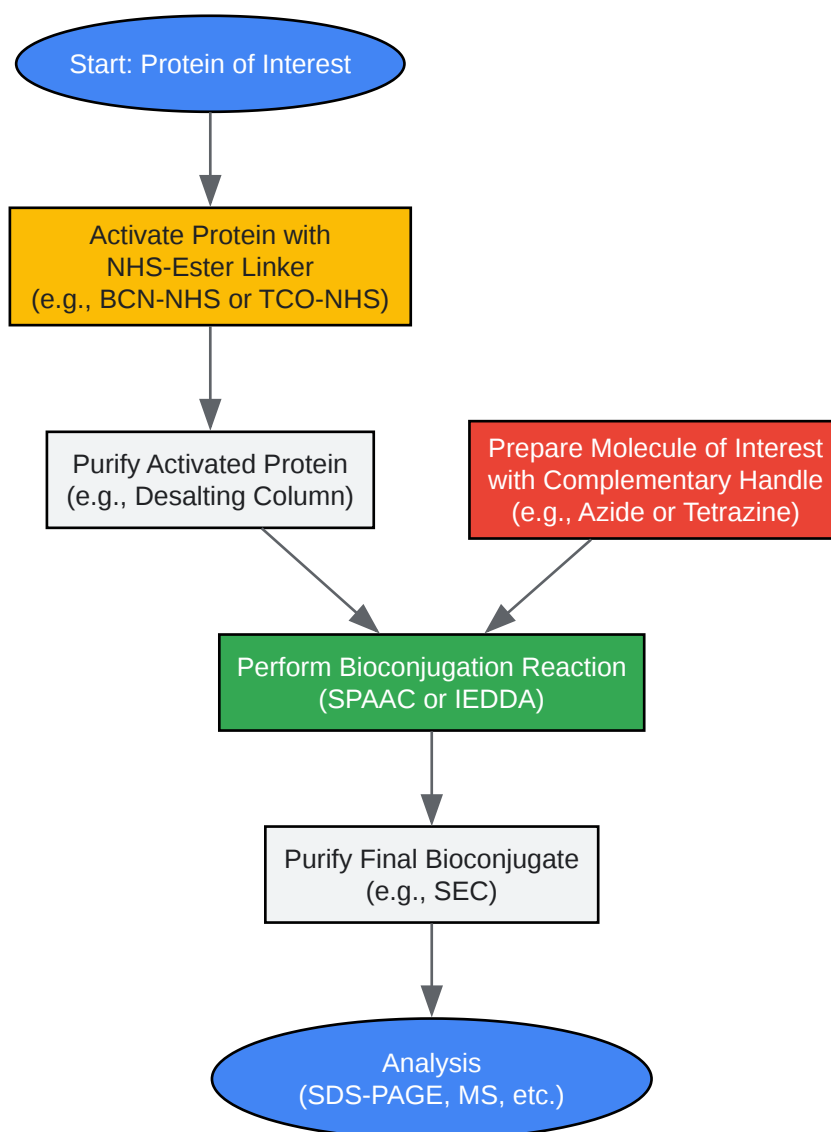 Start: Protein of Interest
Activate Protein with
NHS-Ester Linker
(e.g., BCN-NHS or TCO-NHS)
Purify Activated Protein
(e.g., Desalting Column)
Prepare Molecule of Interest
with Complementary Handle
(e.g., Azide or Tetrazine)
Perform Bioconjugation Reaction
(SPAAC or IEDDA)
Purify Final Bioconjugate
(e.g., SEC)
Analysis
(SDS-PAGE, MS, etc.)